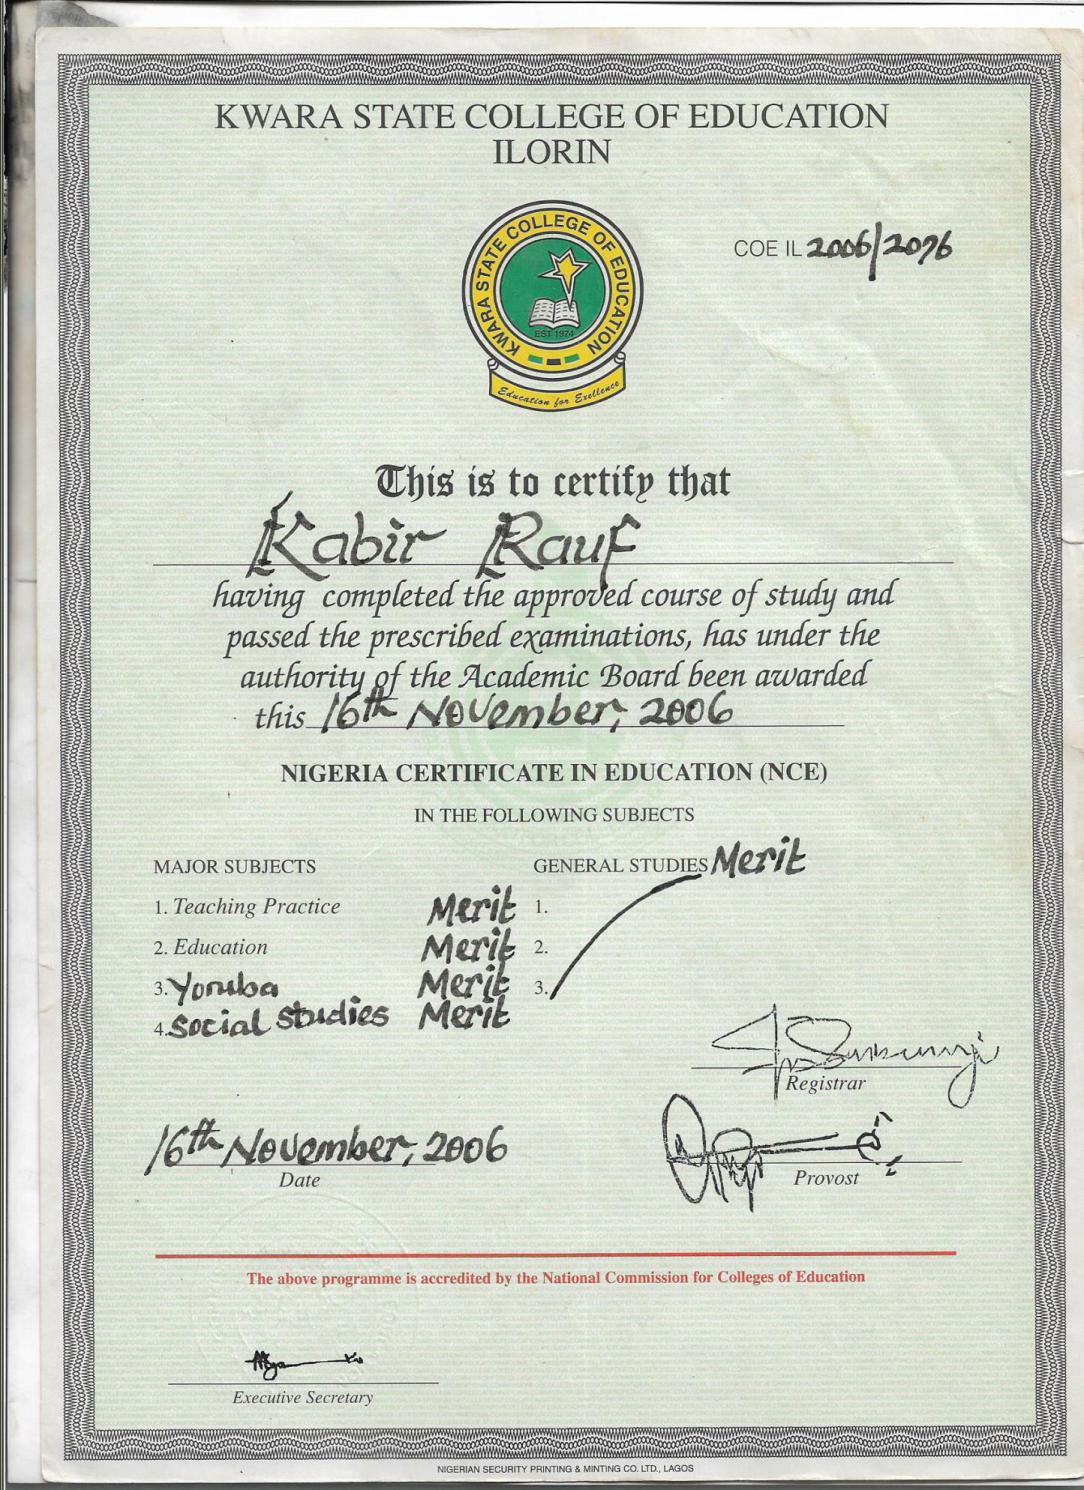 KWARA STATE COLLEGE OF EDUCATION
ILORIN
COE IL 2006/2076
KWARA STATE COLLEGE OF EDUCATION
EST 1974
Education for Excellence
This is to certify that
Kabir Rauf
having completed the approved course of study and
passed the prescribed examinations, has under the
authority of the Academic Board been awarded
this 16th November, 2006
NIGERIA CERTIFICATE IN EDUCATION (NCE)
IN THE FOLLOWING SUBJECTS
MAJOR SUBJECTS
GENERAL STUDIES Merit
1. Teaching Practice Merit 1.
2. Education Merit 2.
3. Yoruba Merit 3.
4. Social Studies Merit
Registrar
16th November, 2006
Date
Provost
The above programme is accredited by the National Commission for Colleges of Education
Executive Secretary
NIGERIAN SECURITY PRINTING & MINTING CO. LTD., LAGOS